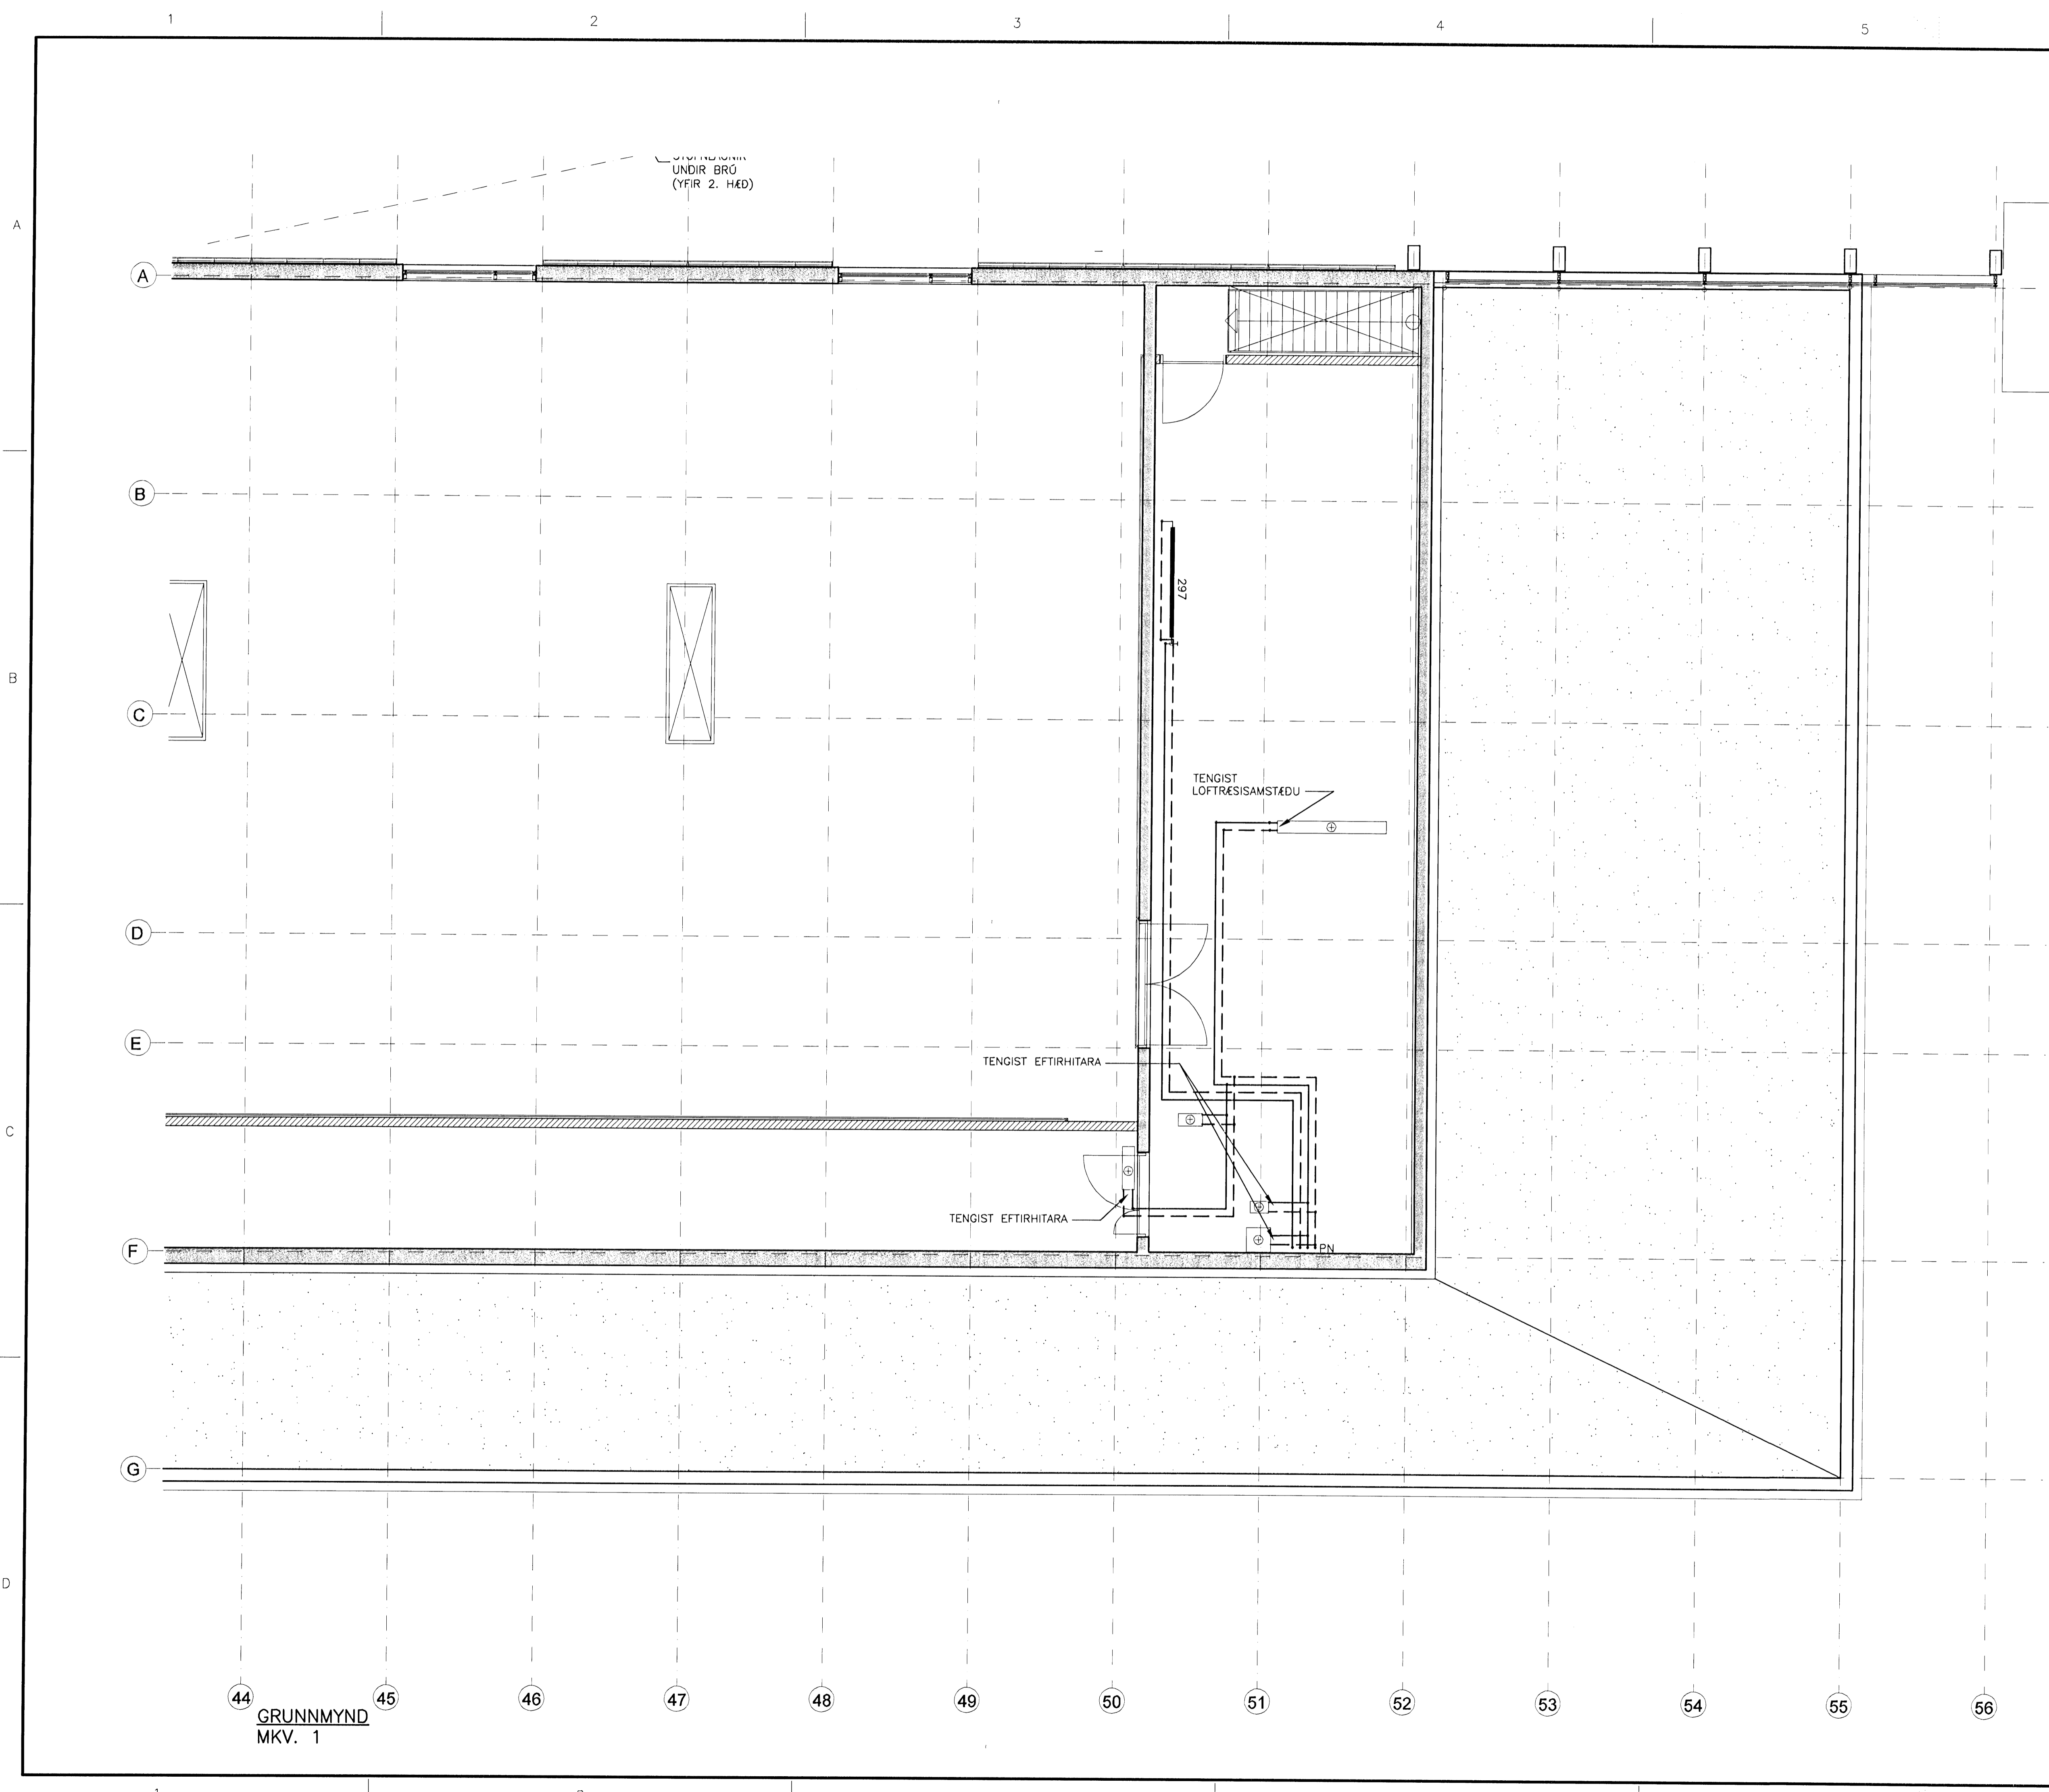 1 2 3 4 5
UNDIR BRÚ
(YFIR 2. HÆÐ)
A
A
B
297
B
C
TENGIST
LOFTRÆSISAMSTÆÐU
D
E
TENGIST EFTIRHITARA
C
TENGIST EFTIRHITARA
F
PN
G
D
44 45 46 47 48 49 50 51 52 53 54 55 56
GRUNNMYND
MKV. 1